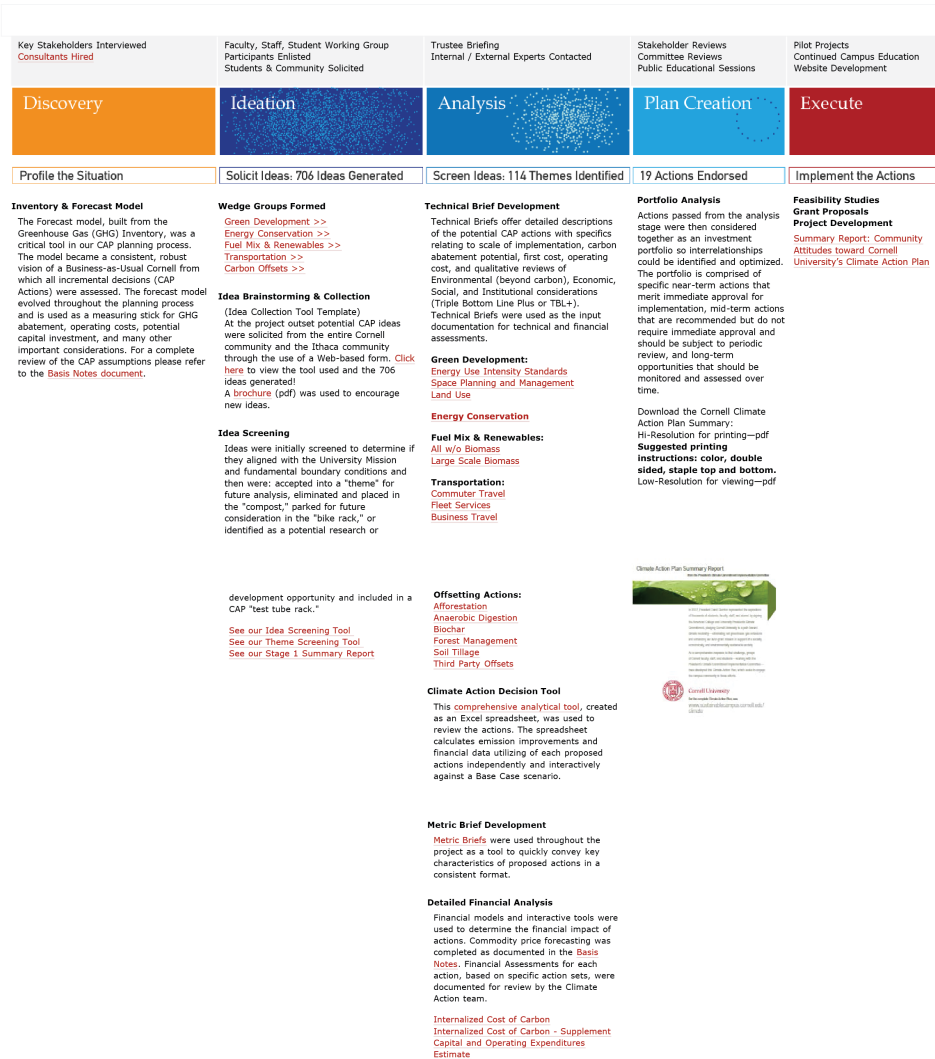 Key Stakeholders Interviewed
Consultants Hired
Faculty, Staff, Student Working Group
Participants Enlisted
Students & Community Solicited
Trustee Briefing
Internal / External Experts Contacted
Stakeholder Reviews
Committee Reviews
Public Educational Sessions
Pilot Projects
Continued Campus Education
Website Development
Discovery
Ideation
Analysis
Plan Creation
Execute
Profile the Situation
Solicit Ideas: 706 Ideas Generated
Screen Ideas: 114 Themes Identified
19 Actions Endorsed
Implement the Actions
Inventory & Forecast Model
The Forecast model, built from the
Greenhouse Gas (GHG) Inventory, was a
critical tool in our CAP planning process.
The model became a consistent, robust
vision of a Business-as-Usual Cornell from
which all incremental decisions (CAP
Actions) were assessed. The forecast model
evolved throughout the planning process
and is used as a measuring stick for GHG
abatement, operating costs, potential
capital investment, and many other
important considerations. For a complete
review of the CAP assumptions please refer
to the Basis Notes document.
Wedge Groups Formed
Green Development >>
Energy Conservation >>
Fuel Mix & Renewables >>
Transportation >>
Carbon Offsets >>
Idea Brainstorming & Collection
(Idea Collection Tool Template)
At the project outset potential CAP ideas
were solicited from the entire Cornell
community and the Ithaca community
through the use of a Web-based form. Click
here to view the tool used and the 706
ideas generated!
A brochure (pdf) was used to encourage
new ideas.
Idea Screening
Ideas were initially screened to determine if
they aligned with the University Mission
and fundamental boundary conditions and
then were: accepted into a "theme" for
future analysis, eliminated and placed in
the "compost," parked for future
consideration in the "bike rack," or
identified as a potential research or
development opportunity and included in a
CAP "test tube rack."
See our Idea Screening Tool
See our Theme Screening Tool
See our Stage 1 Summary Report
Technical Brief Development
Technical Briefs offer detailed descriptions
of the potential CAP actions with specifics
relating to scale of implementation, carbon
abatement potential, first cost, operating
cost, and qualitative reviews of
Environmental (beyond carbon), Economic,
Social, and Institutional considerations
(Triple Bottom Line Plus or TBL+).
Technical Briefs were used as the input
documentation for technical and financial
assessments.
Green Development:
Energy Use Intensity Standards
Space Planning and Management
Land Use
Energy Conservation
Fuel Mix & Renewables:
All w/o Biomass
Large Scale Biomass
Transportation:
Commuter Travel
Fleet Services
Business Travel
Offsetting Actions:
Afforestation
Anaerobic Digestion
Biochar
Forest Management
Soil Tillage
Third Party Offsets
Climate Action Decision Tool
This comprehensive analytical tool, created
as an Excel spreadsheet, was used to
review the actions. The spreadsheet
calculates emission improvements and
financial data utilizing of each proposed
actions independently and interactively
against a Base Case scenario.
Metric Brief Development
Metric Briefs were used throughout the
project as a tool to quickly convey key
characteristics of proposed actions in a
consistent format.
Detailed Financial Analysis
Financial models and interactive tools were
used to determine the financial impact of
actions. Commodity price forecasting was
completed as documented in the Basis
Notes. Financial Assessments for each
action, based on specific action sets, were
documented for review by the Climate
Action team.
Internalized Cost of Carbon
Internalized Cost of Carbon - Supplement
Capital and Operating Expenditures
Estimate
Portfolio Analysis
Actions passed from the analysis
stage were then considered
together as an investment
portfolio so interrelationships
could be identified and optimized.
The portfolio is comprised of
specific near-term actions that
merit immediate approval for
implementation, mid-term actions
that are recommended but do not
require immediate approval and
should be subject to periodic
review, and long-term
opportunities that should be
monitored and assessed over
time.
Download the Cornell Climate
Action Plan Summary:
Hi-Resolution for printing—pdf
Suggested printing
instructions: color, double
sided, staple top and bottom.
Low-Resolution for viewing—pdf
Climate Action Plan Summary Report
Cornell University
www.sustainablecampus.cornell.edu/
climate
Feasibility Studies
Grant Proposals
Project Development
Summary Report: Community
Attitudes toward Cornell
University's Climate Action Plan